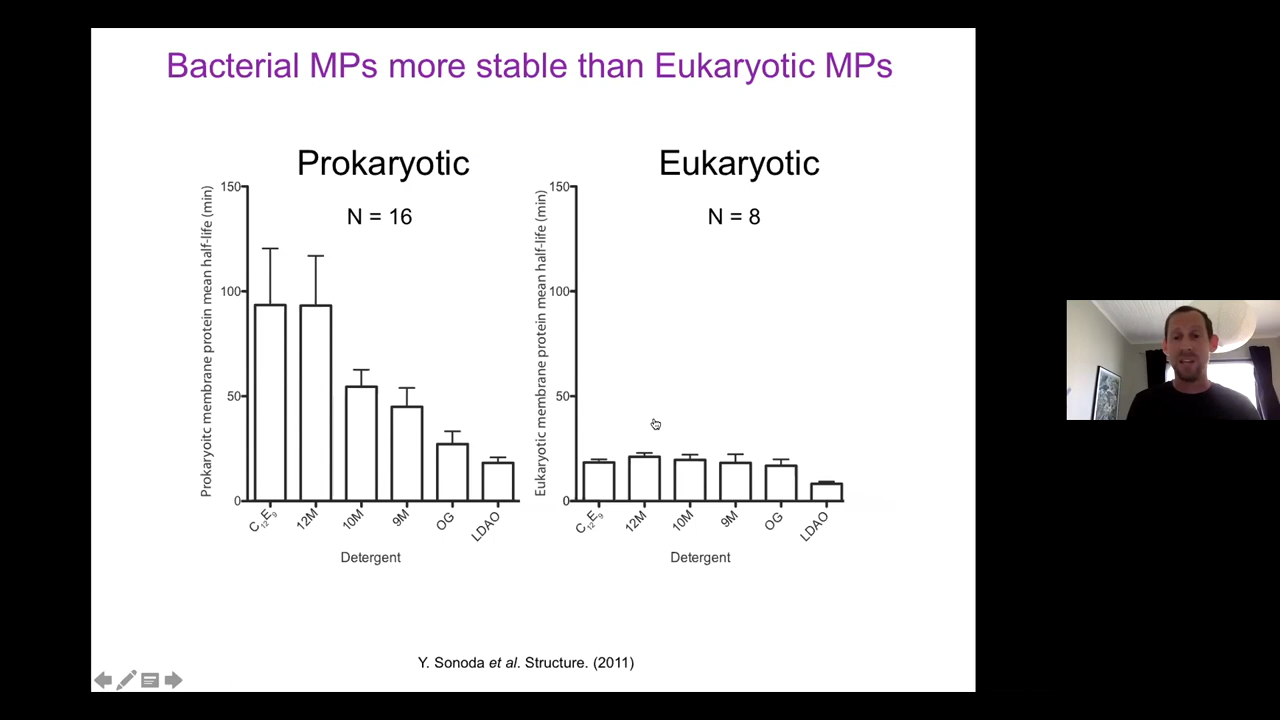 Bacterial MPs more stable than Eukaryotic MPs
Prokaryotic
N = 16
Prokaryoitc membrane protein mean half-life (min)
150
100
50
0
C₁₂E₉
12M
10M
9M
OG
LDAO
Detergent
Eukaryotic
N = 8
Eukaryotic membrane protein mean half-life (min)
150
100
50
0
C₁₂E₉
12M
10M
9M
OG
LDAO
Detergent
Y. Sonoda et al. Structure. (2011)